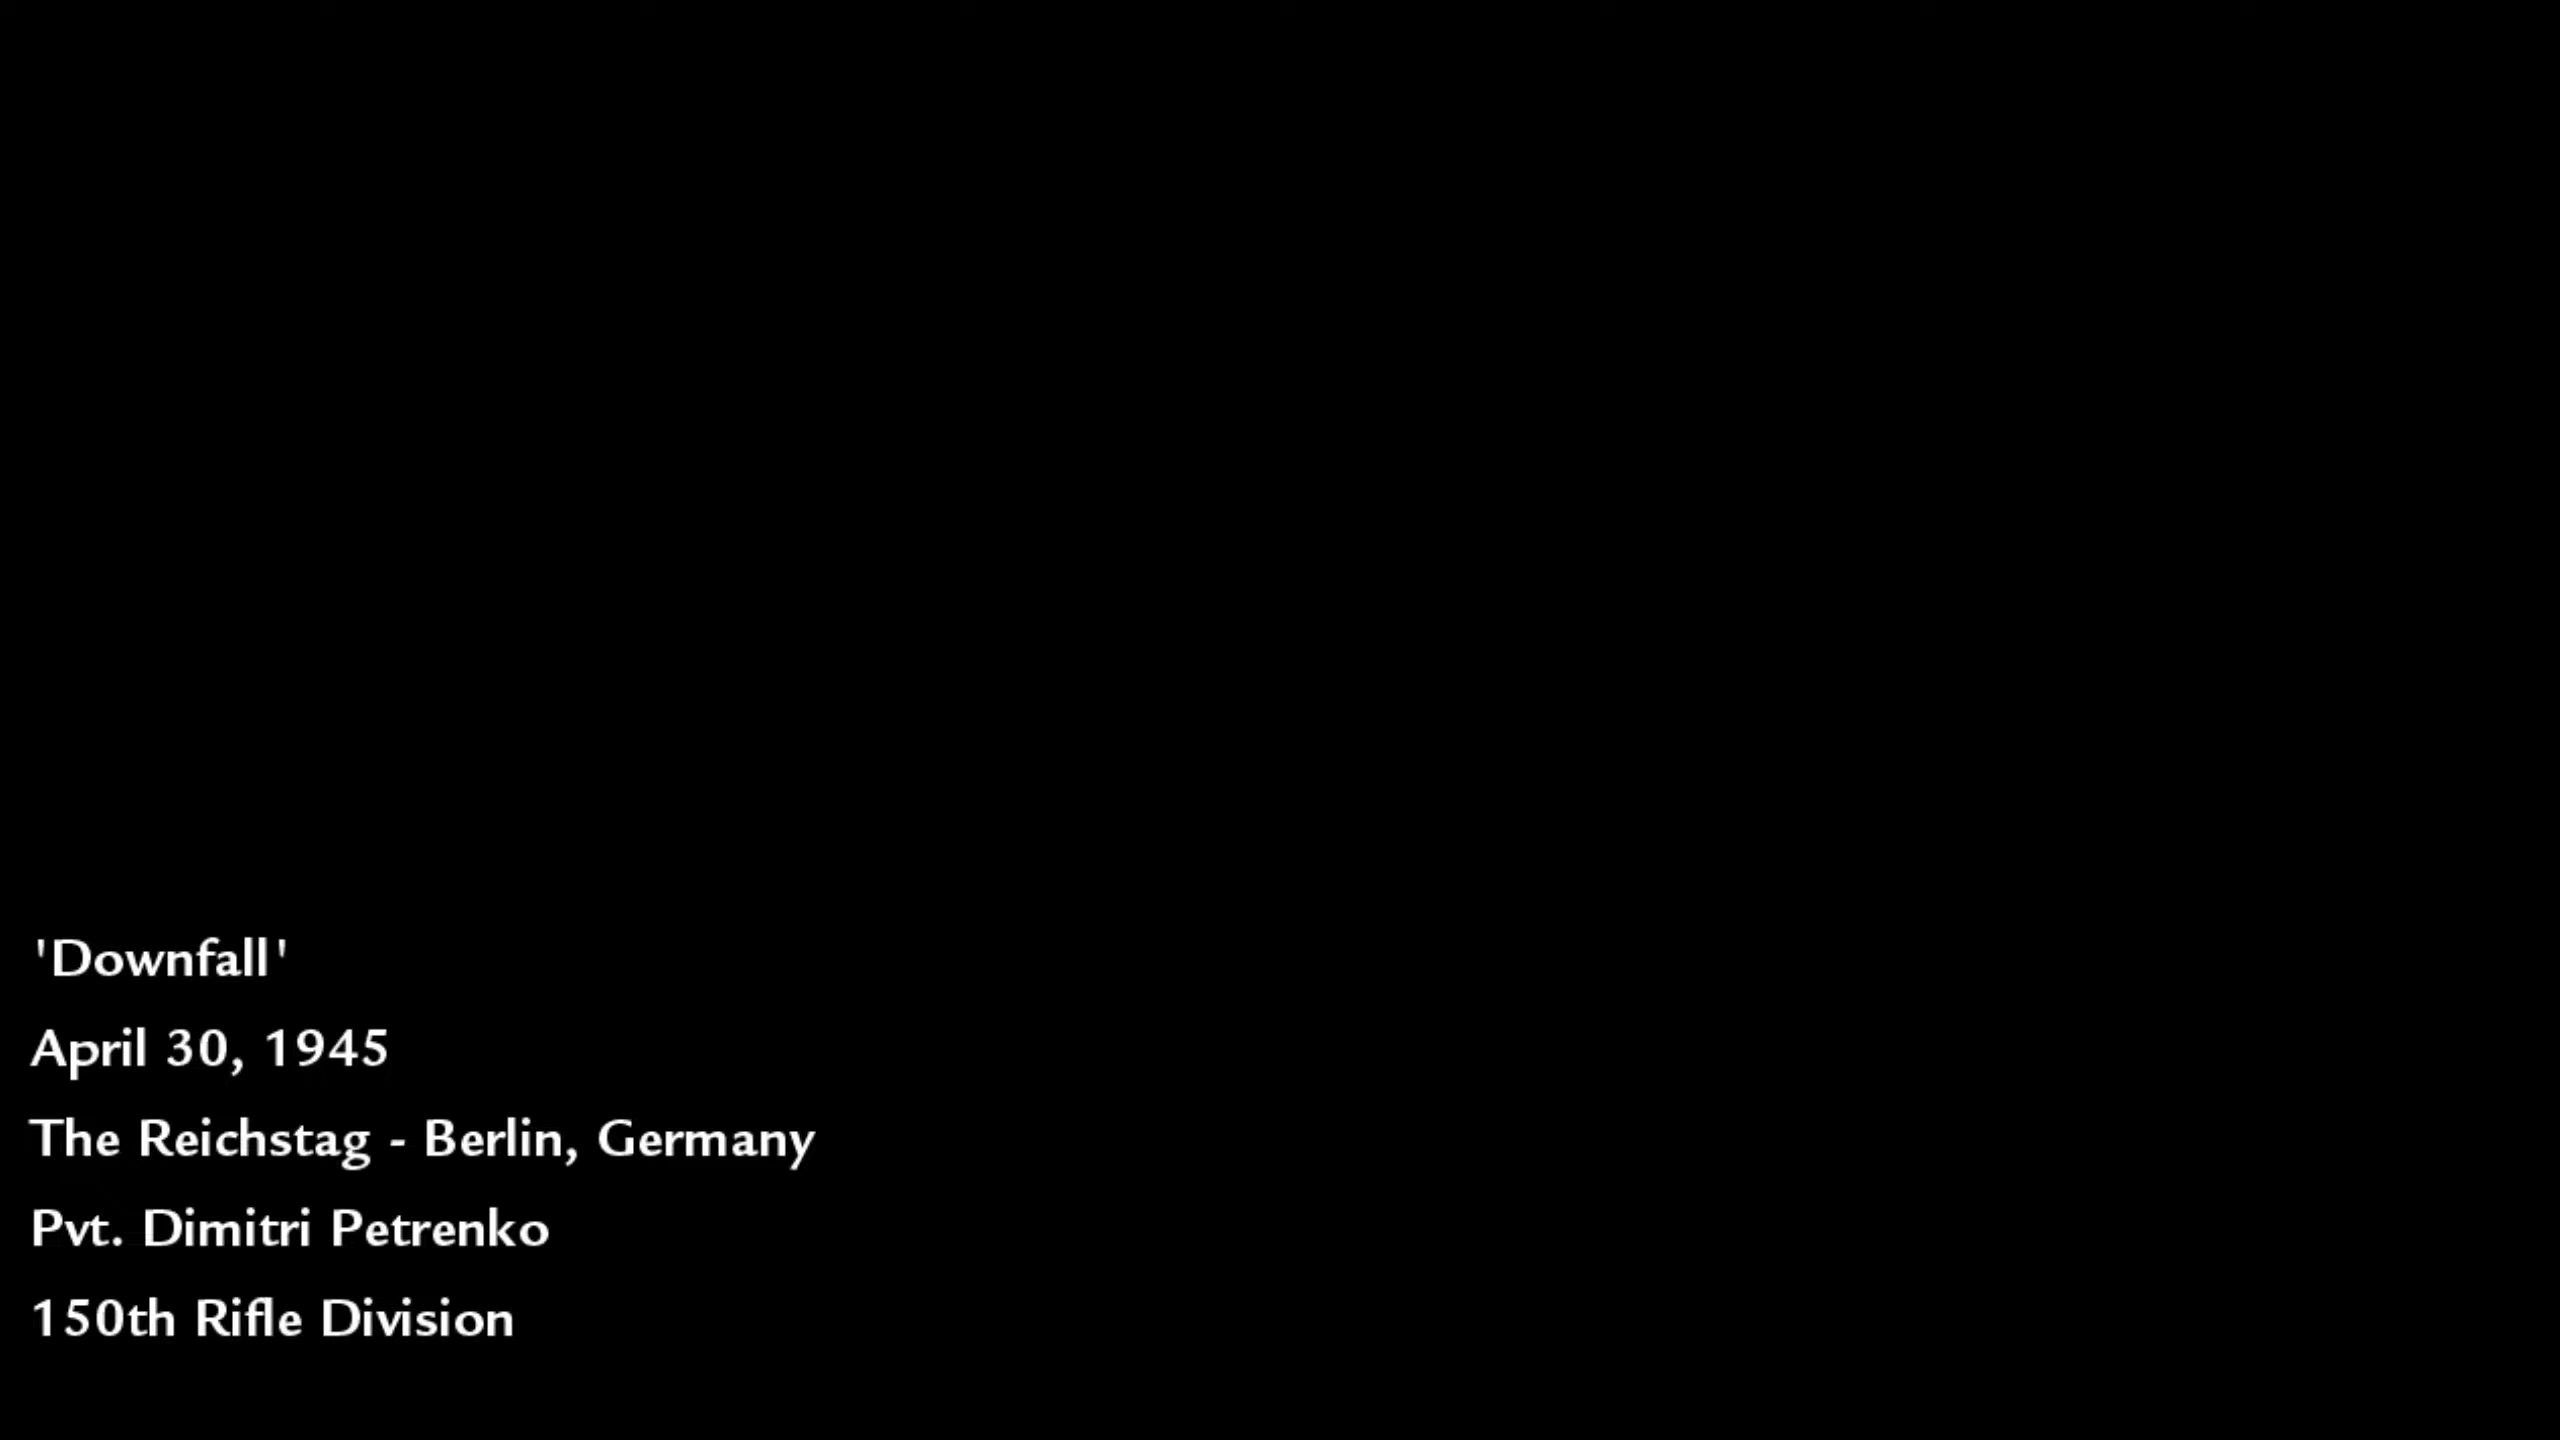 'Downfall'
April 30, 1945
The Reichstag - Berlin, Germany
Pvt. Dimitri Petrenko
150th Rifle Division